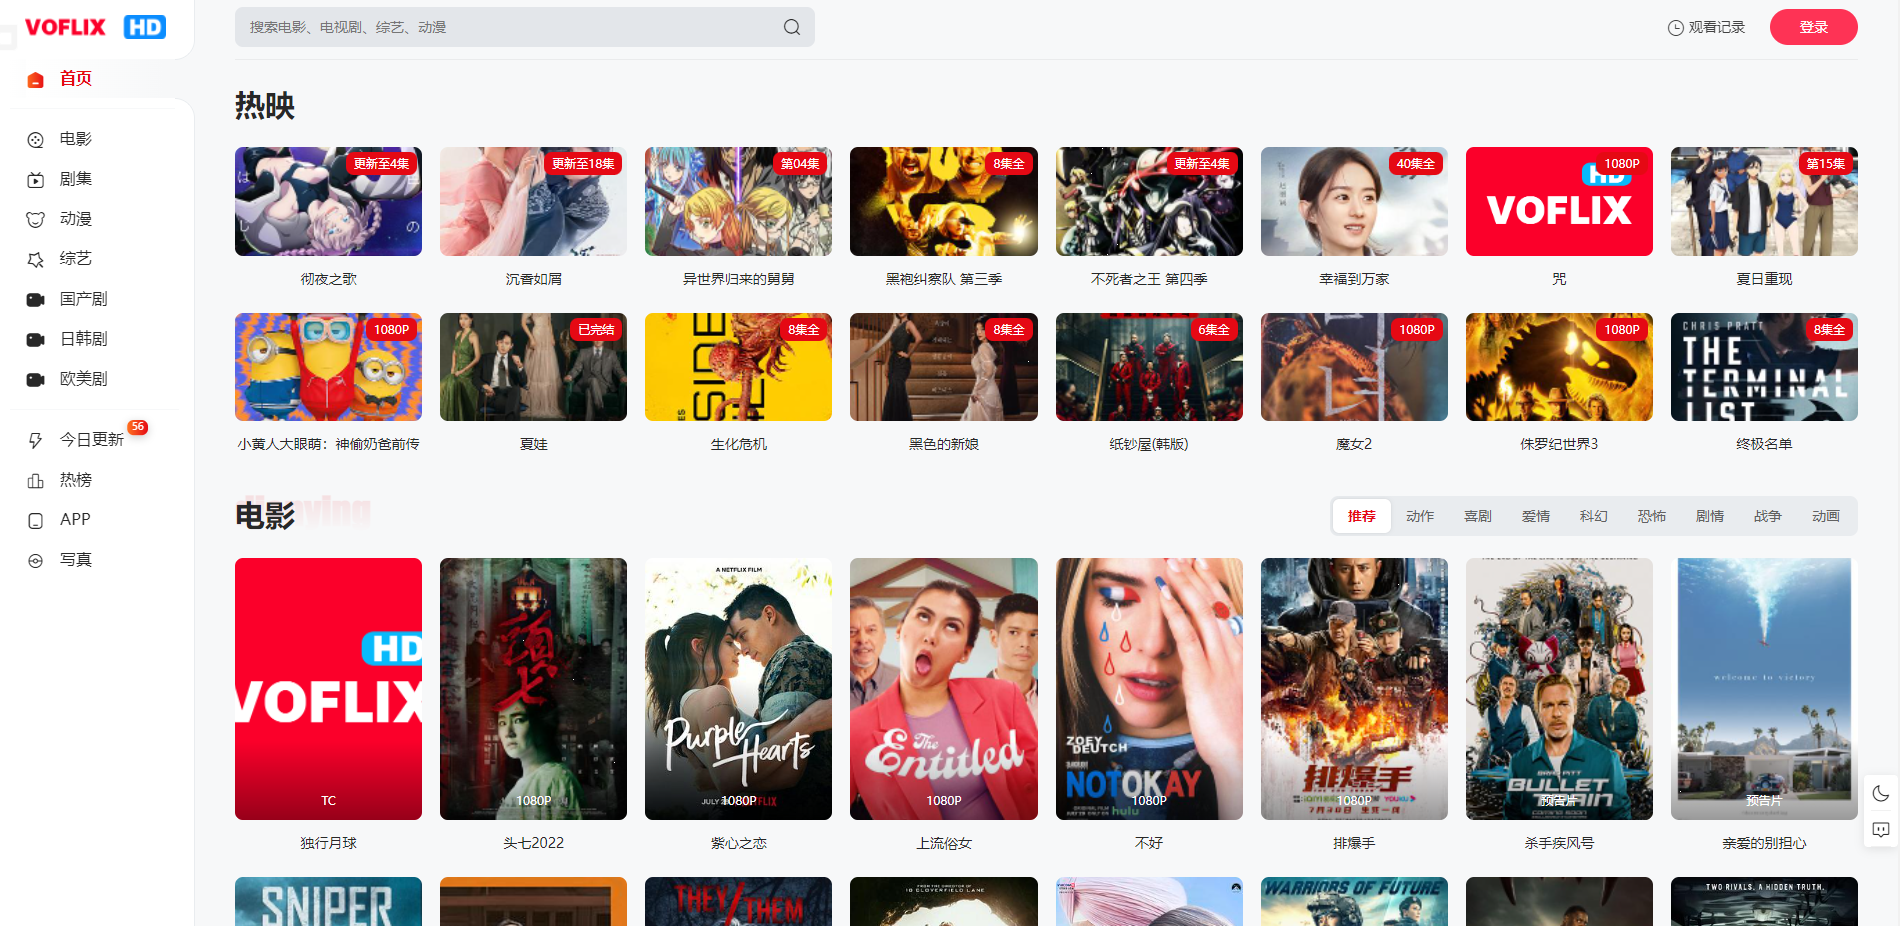 VOFLIX HD
搜索电影、电视剧、综艺、动漫
观看记录
登录
首页
电影
剧集
动漫
综艺
国产剧
日韩剧
欧美剧
今日更新
56
热榜
APP
写真
热映
更新至4集
更新至18集
第04集
8集全
更新至4集
40集全
1080P
HD
VOFLIX
第15集
彻夜之歌
沉香如屑
异世界归来的舅舅
黑袍纠察队 第三季
不死者之王 第四季
幸福到万家
咒
夏日重现
1080P
已完结
8集全
8集全
6集全
1080P
1080P
CHRIS PRATT
8集全
THE
TERMINAL
LIST
小黄人大眼萌：神偷奶爸前传
夏娃
生化危机
黑色的新娘
纸钞屋(韩版)
魔女2
侏罗纪世界3
终极名单
电影
推荐
动作
喜剧
爱情
科幻
恐怖
剧情
战争
动画
HD
VOFLIX
TC
頭七
1080P
A NETFLIX FILM
Purple Hearts
1080P
The Entitled
1080P
ZOEY DEUTCH
NOT OKAY
hulu
1080P
排爆手
1080P
BRAD PITT
BULLET TRAIN
预告片
welcome to victory
预告片
独行月球
头七2022
紫心之恋
上流俗女
不好
排爆手
杀手疾风号
亲爱的别担心
SNIPER
THEY/THEM
FROM THE DIRECTOR OF
10 CLOVERFIELD LANE
WARRIORS OF FUTURE
TWO RIVALS, A HIDDEN TRUTH.